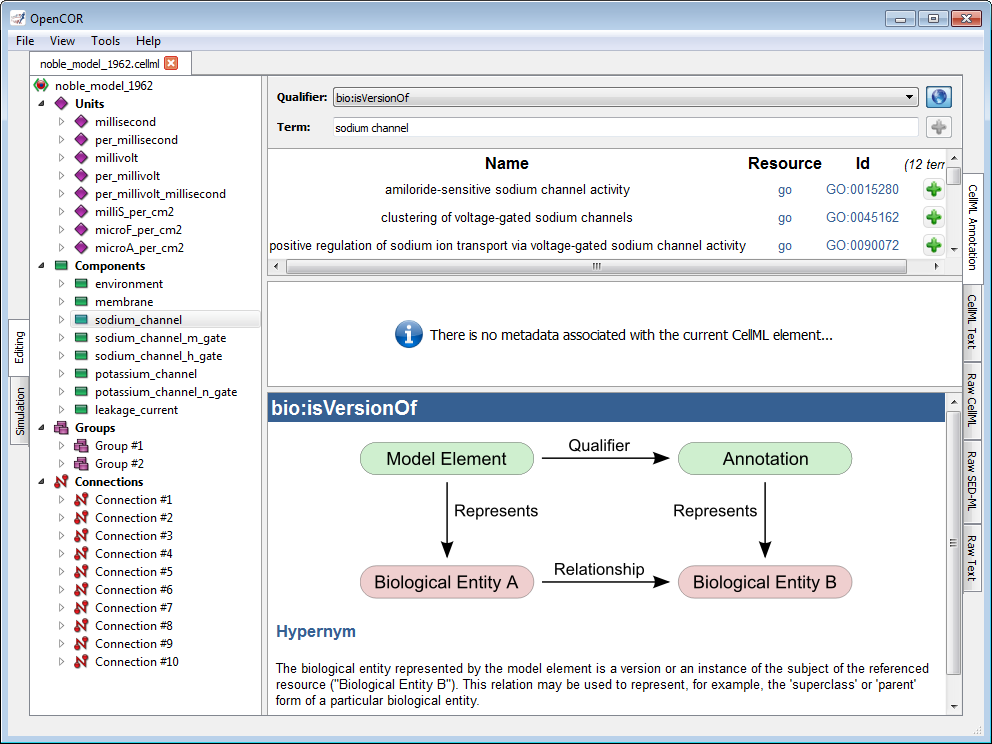 OpenCOR
File View Tools Help
noble_model_1962.cellml
Editing
Simulation
noble_model_1962
Units
millisecond
per_millisecond
millivolt
per_millivolt
per_millivolt_millisecond
milliS_per_cm2
microF_per_cm2
microA_per_cm2
Components
environment
membrane
sodium_channel
sodium_channel_m_gate
sodium_channel_h_gate
potassium_channel
potassium_channel_n_gate
leakage_current
Groups
Group #1
Group #2
Connections
Connection #1
Connection #2
Connection #3
Connection #4
Connection #5
Connection #6
Connection #7
Connection #8
Connection #9
Connection #10
Qualifier: bio:isVersionOf
Term: sodium channel
Name Resource Id (12 terr
amiloride-sensitive sodium channel activity go GO:0015280
clustering of voltage-gated sodium channels go GO:0045162
positive regulation of sodium ion transport via voltage-gated sodium channel activity go GO:0090072
There is no metadata associated with the current CellML element...
bio:isVersionOf
Model Element Qualifier Annotation
Represents Represents
Biological Entity A Relationship Biological Entity B
Hypernym
The biological entity represented by the model element is a version or an instance of the subject of the referenced
resource ("Biological Entity B"). This relation may be used to represent, for example, the 'superclass' or 'parent'
form of a particular biological entity.
CellML Annotation
CellML Text
Raw CellML
Raw SED-ML
Raw Text